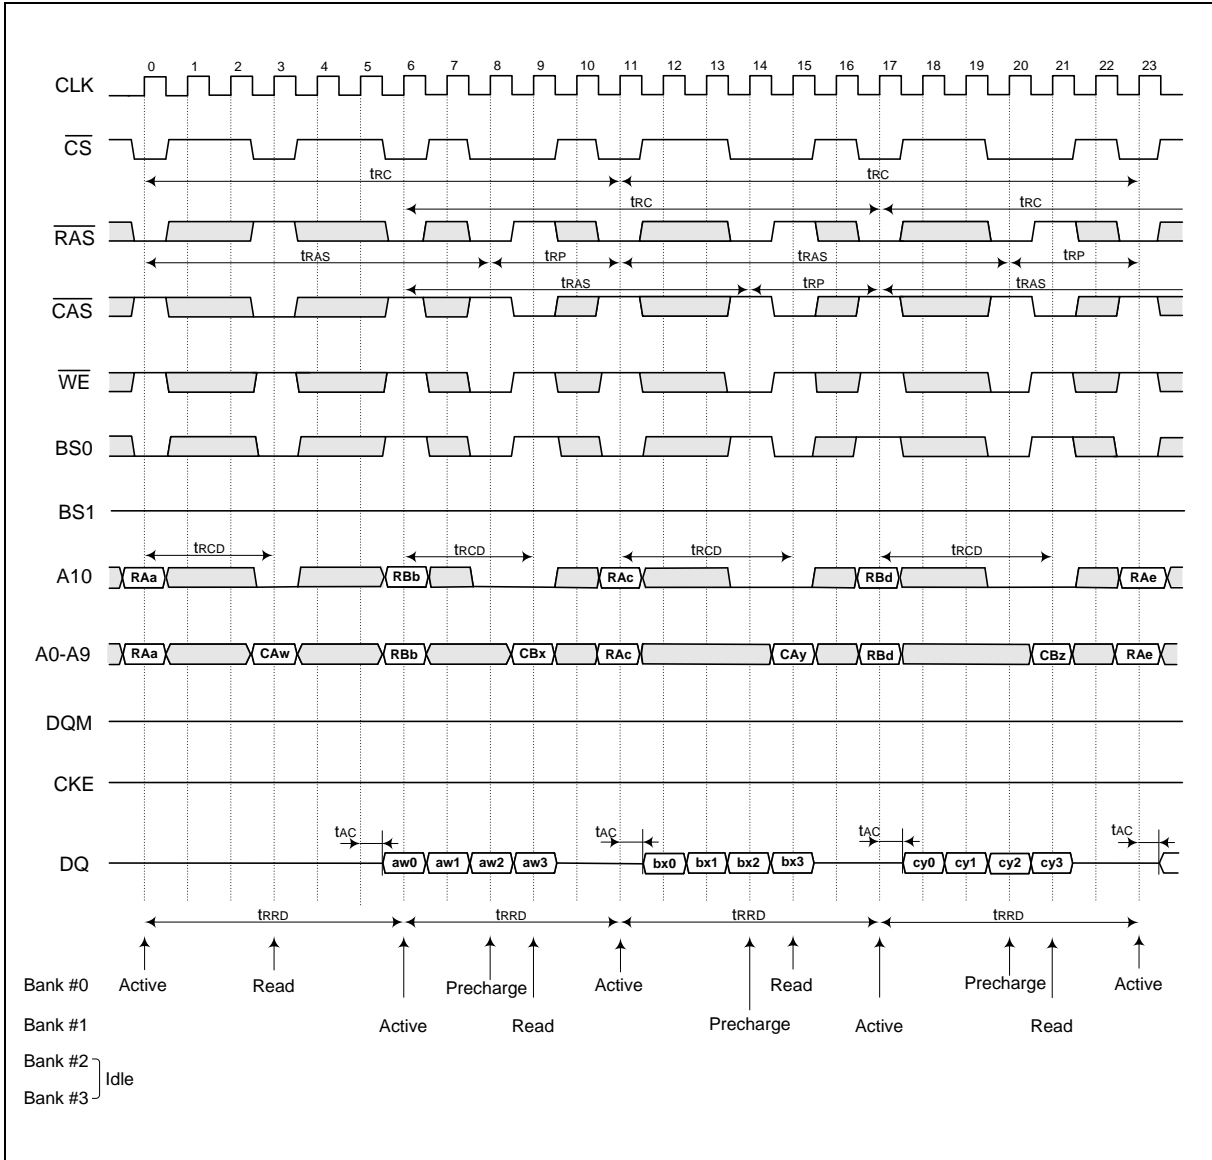 0 1 2 3 4 5 6 7 8 9 10 11 12 13 14 15 16 17 18 19 20 21 22 23
CLK
CS
tRC tRC
tRC tRC
RAS
tRAS tRP tRAS tRP
tRAS tRP tRAS
CAS
WE
BS0
BS1
tRCD tRCD tRCD tRCD
A10 RAa RBb RAc RBd RAe
A0-A9 RAa CAw RBb CBx RAc CAy RBd CBz RAe
DQM
CKE
tAC tAC tAC tAC
DQ aw0 aw1 aw2 aw3 bx0 bx1 bx2 bx3 cy0 cy1 cy2 cy3
tRRD tRRD tRRD tRRD
Bank #0 Active Read Precharge Active Read Precharge Active
Bank #1 Active Read Precharge Active Read
Bank #2
Idle
Bank #3